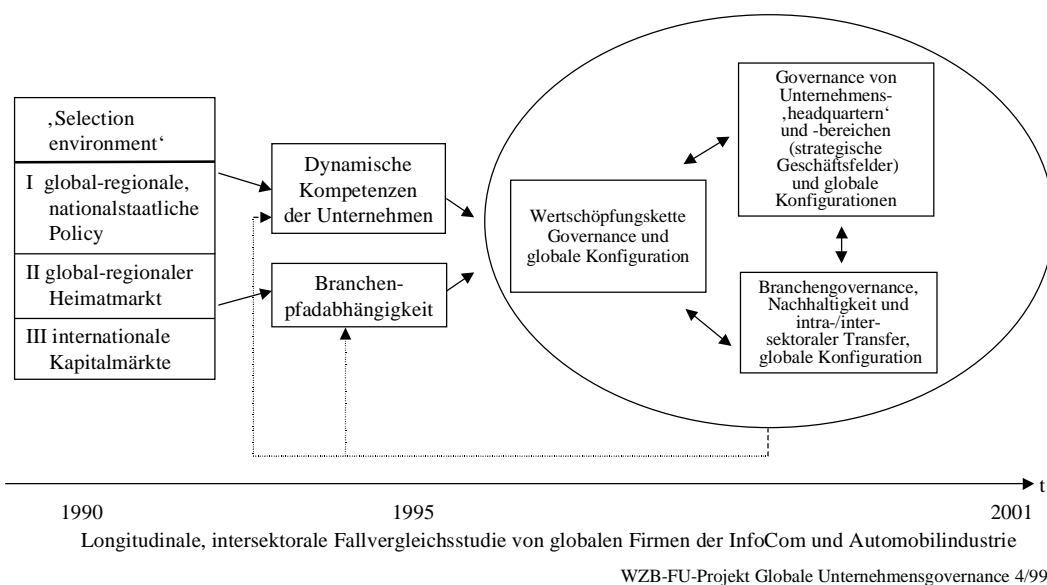 ‚Selection
environment‘
I global-regionale,
nationalstaatliche
Policy
II global-regionaler
Heimatmarkt
III internationale
Kapitalmärkte
Dynamische
Kompetenzen
der Unternehmen
Branchen-
pfadabhängigkeit
Wertschöpfungskette
Governance und
globale Konfiguration
Governance von
Unternehmens-
‚headquartern‘
und -bereichen
(strategische
Geschäftsfelder)
und globale
Konfigurationen
Branchengovernance,
Nachhaltigkeit und
intra-/inter-
sektoraler Transfer,
globale Konfiguration
t
1990 1995 2001
Longitudinale, intersektorale Fallvergleichsstudie von globalen Firmen der InfoCom und Automobilindustrie
WZB-FU-Projekt Globale Unternehmensgovernance 4/99